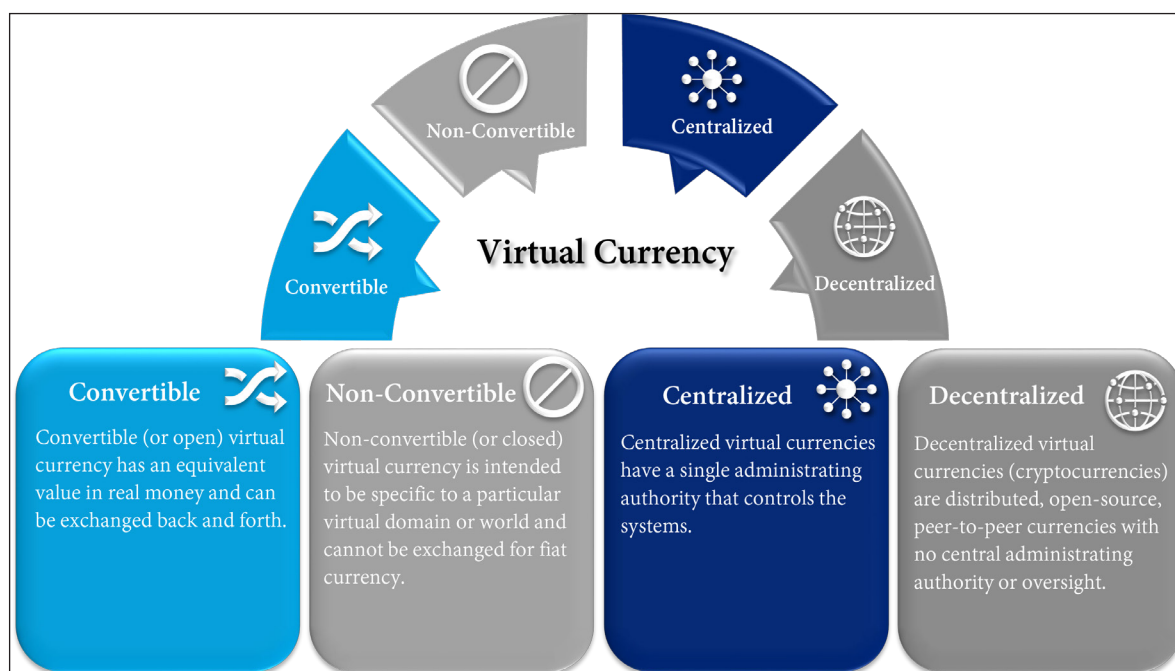 Non-Convertible
Centralized
Convertible
Virtual Currency
Decentralized
Convertible
Convertible (or open) virtual
currency has an equivalent
value in real money and can
be exchanged back and forth.
Non-Convertible
Non-convertible (or closed)
virtual currency is intended
to be specific to a particular
virtual domain or world and
cannot be exchanged for fiat
currency.
Centralized
Centralized virtual currencies
have a single administrating
authority that controls the
systems.
Decentralized
Decentralized virtual
currencies (cryptocurrencies)
are distributed, open-source,
peer-to-peer currencies with
no central administrating
authority or oversight.